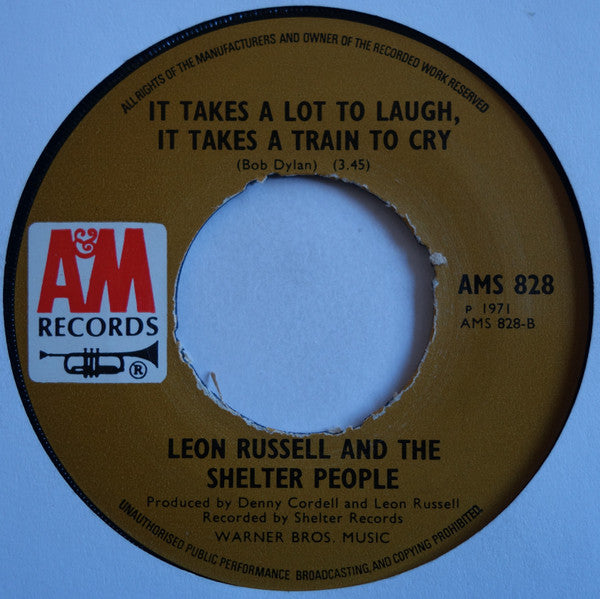 ALL RIGHTS OF THE MANUFACTURERS AND OWNER OF THE RECORDED WORK RESERVED
IT TAKES A LOT TO LAUGH,
IT TAKES A TRAIN TO CRY
(Bob Dylan) (3.45)
A&M
RECORDS
®
AMS 828
P 1971
AMS 828-B
LEON RUSSELL AND THE
SHELTER PEOPLE
Produced by Denny Cordell and Leon Russell
Recorded by Shelter Records
WARNER BROS. MUSIC
UNAUTHORISED PUBLIC PERFORMANCE BROADCASTING, AND COPYING PROHIBITED.